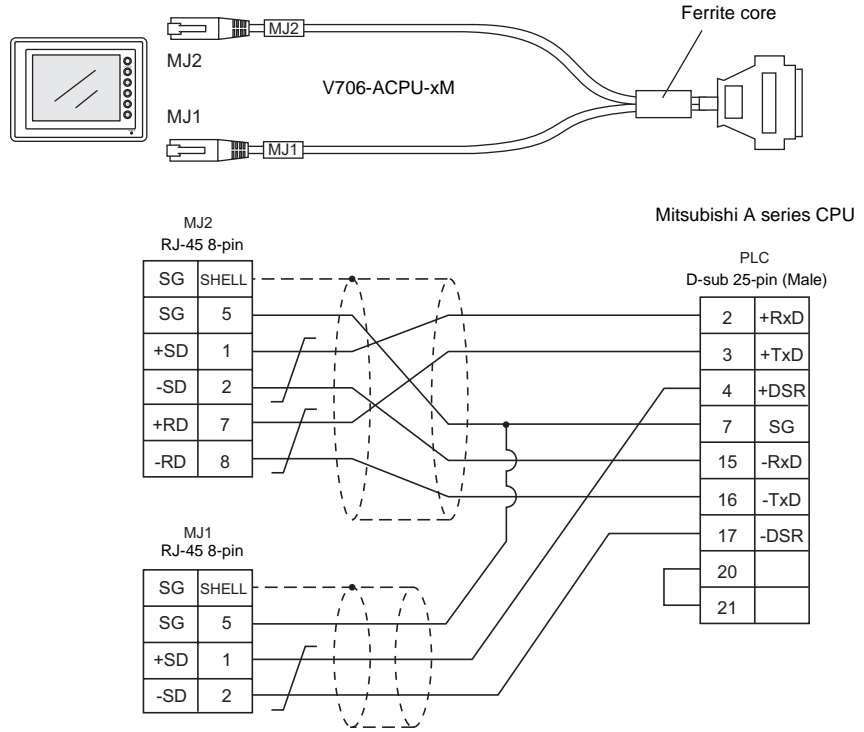 Ferrite core
MJ2
MJ2
V706-ACPU-xM
MJ1
MJ1
Mitsubishi A series CPU
MJ2
RJ-45 8-pin
SG SHELL
SG 5
+SD 1
-SD 2
+RD 7
-RD 8
PLC
D-sub 25-pin (Male)
2 +RxD
3 +TxD
4 +DSR
7 SG
15 -RxD
16 -TxD
17 -DSR
20
21
MJ1
RJ-45 8-pin
SG SHELL
SG 5
+SD 1
-SD 2